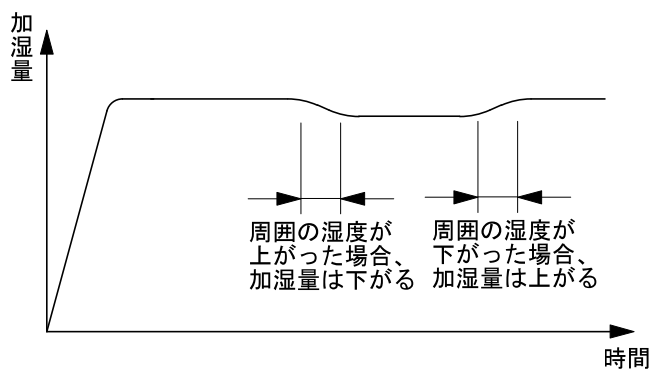 加湿量
周囲の湿度が
上がった場合、
加湿量は下がる
周囲の湿度が
下がった場合、
加湿量は上がる
時間